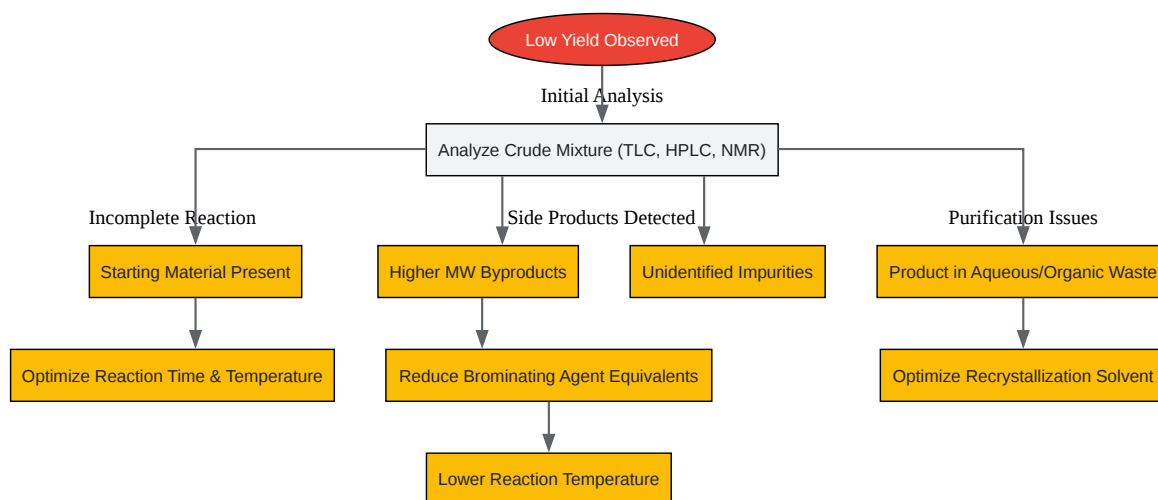 Low Yield Observed
Initial Analysis
Analyze Crude Mixture (TLC, HPLC, NMR)
Incomplete Reaction
Side Products Detected
Purification Issues
Starting Material Present
Higher MW Byproducts
Unidentified Impurities
Product in Aqueous/Organic Waste
Optimize Reaction Time & Temperature
Reduce Brominating Agent Equivalents
Optimize Recrystallization Solvent
Lower Reaction Temperature